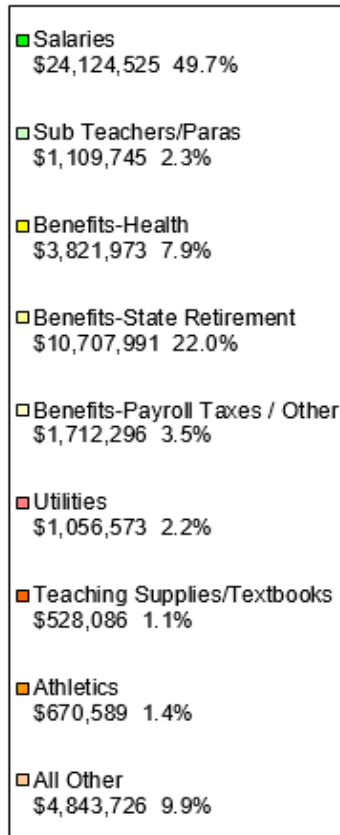 Salaries
$24,124,525 49.7%
Sub Teachers/Paras
$1,109,745 2.3%
Benefits-Health
$3,821,973 7.9%
Benefits-State Retirement
$10,707,991 22.0%
Benefits-Payroll Taxes / Other
$1,712,296 3.5%
Utilities
$1,056,573 2.2%
Teaching Supplies/Textbooks
$528,086 1.1%
Athletics
$670,589 1.4%
All Other
$4,843,726 9.9%